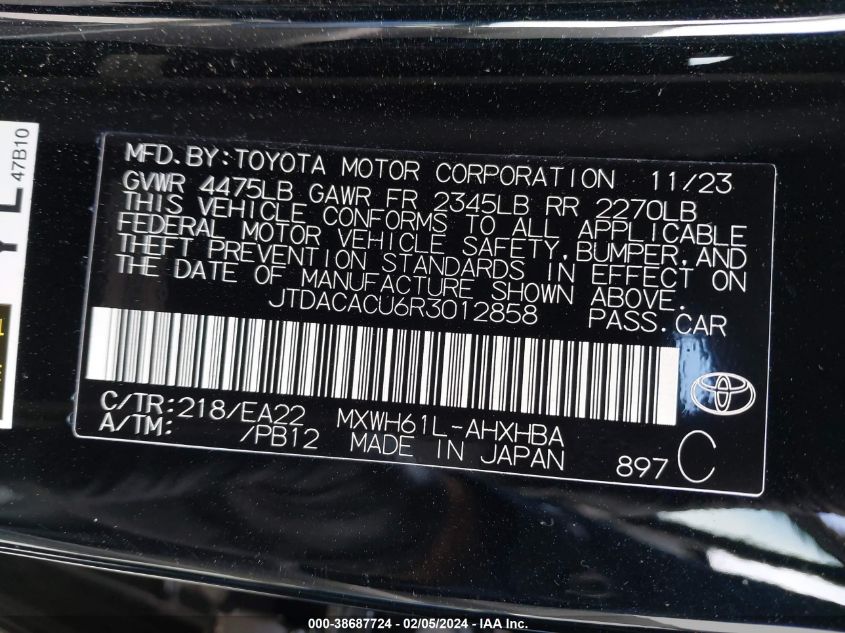 47B10
L
MFD.BY:TOYOTA MOTOR CORPORATION 11/23
GVWR 4475LB GAWR FR 2345LB RR 2270LB
THIS VEHICLE CONFORMS TO ALL APPLICABLE
FEDERAL MOTOR VEHICLE SAFETY,BUMPER,AND
THEFT PREVENTION STANDARDS IN EFFECT ON
THE DATE OF MANUFACTURE SHOWN ABOVE.
JTDACACU6R3012858 PASS.CAR
C/TR:218/EA22 MXWH61L-AHXHBA
A/TM: /PB12 MADE IN JAPAN 897 C
000-38687724 - 02/05/2024 - © IAA, Inc.